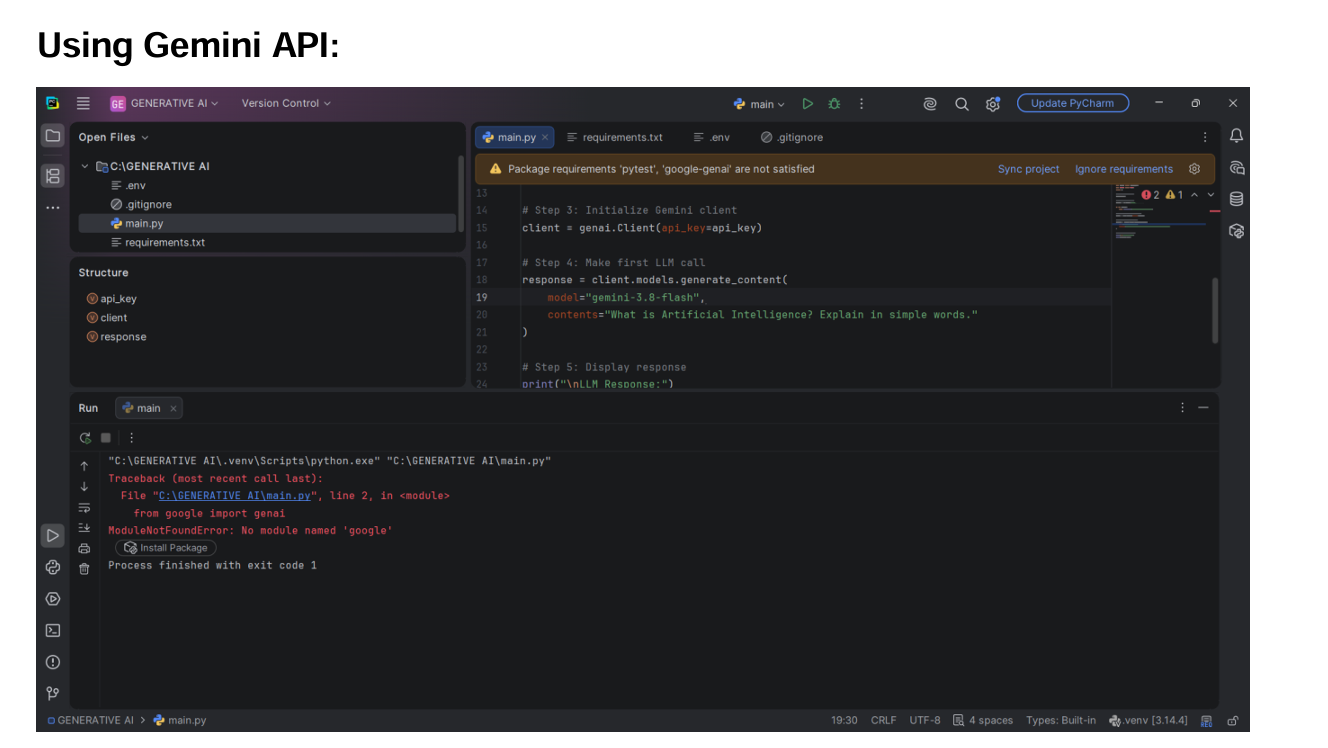 Using Gemini API:
GE GENERATIVE AI Version Control main Update PyCharm
Open Files
C:\GENERATIVE AI
.env
.gitignore
main.py
requirements.txt
Structure
api_key
client
response
main.py requirements.txt .env .gitignore
Package requirements 'pytest', 'google-genai' are not satisfied Sync project Ignore requirements
2 1
13
14 # Step 3: Initialize Gemini client
15 client = genai.Client(api_key=api_key)
16
17 # Step 4: Make first LLM call
18 response = client.models.generate_content(
19 model="gemini-3.8-flash",
20 contents="What is Artificial Intelligence? Explain in simple words."
21 )
22
23 # Step 5: Display response
24 print("\nLLM Response:")
Run main
"C:\GENERATIVE AI\.venv\Scripts\python.exe" "C:\GENERATIVE AI\main.py"
Traceback (most recent call last):
File "C:\GENERATIVE AI\main.py", line 2, in <module>
from google import genai
ModuleNotFoundError: No module named 'google'
Install Package
Process finished with exit code 1
GENERATIVE AI > main.py 19:30 CRLF UTF-8 4 spaces Types: Built-in .venv [3.14.4]